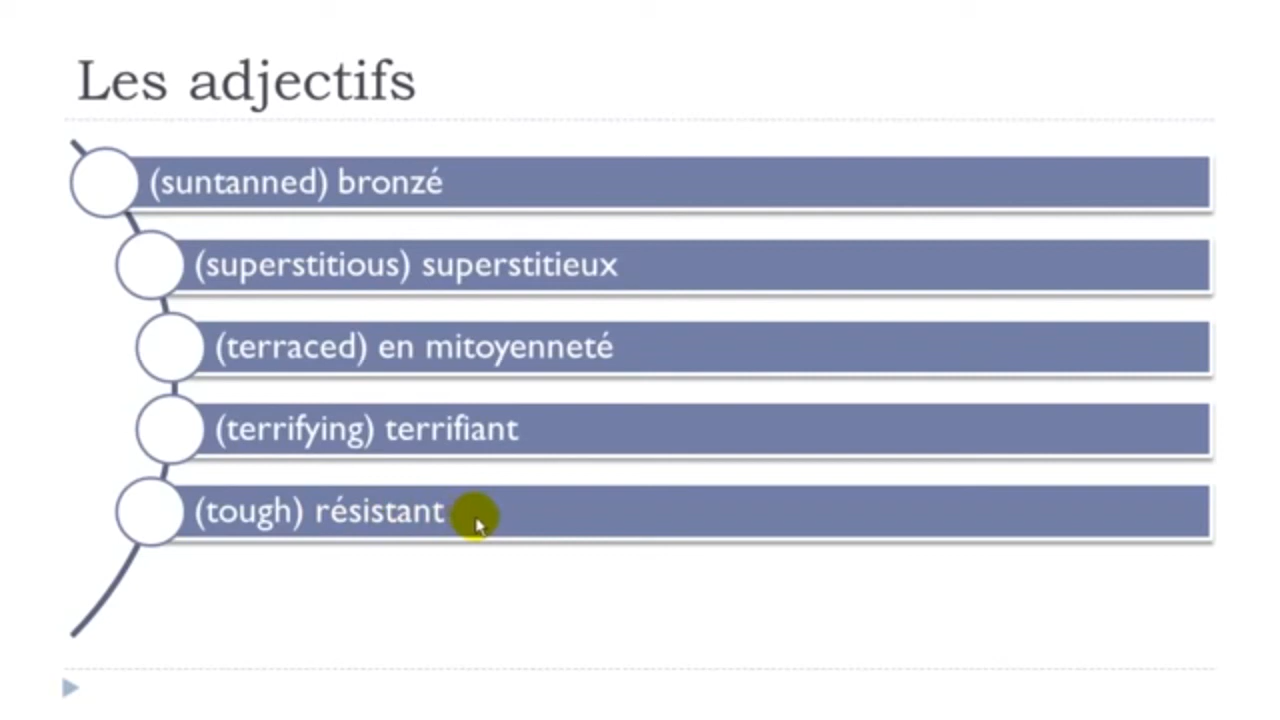 Les adjectifs
(suntanned) bronzé
(superstitious) superstitieux
(terraced) en mitoyenneté
(terrifying) terrifiant
(tough) résistant